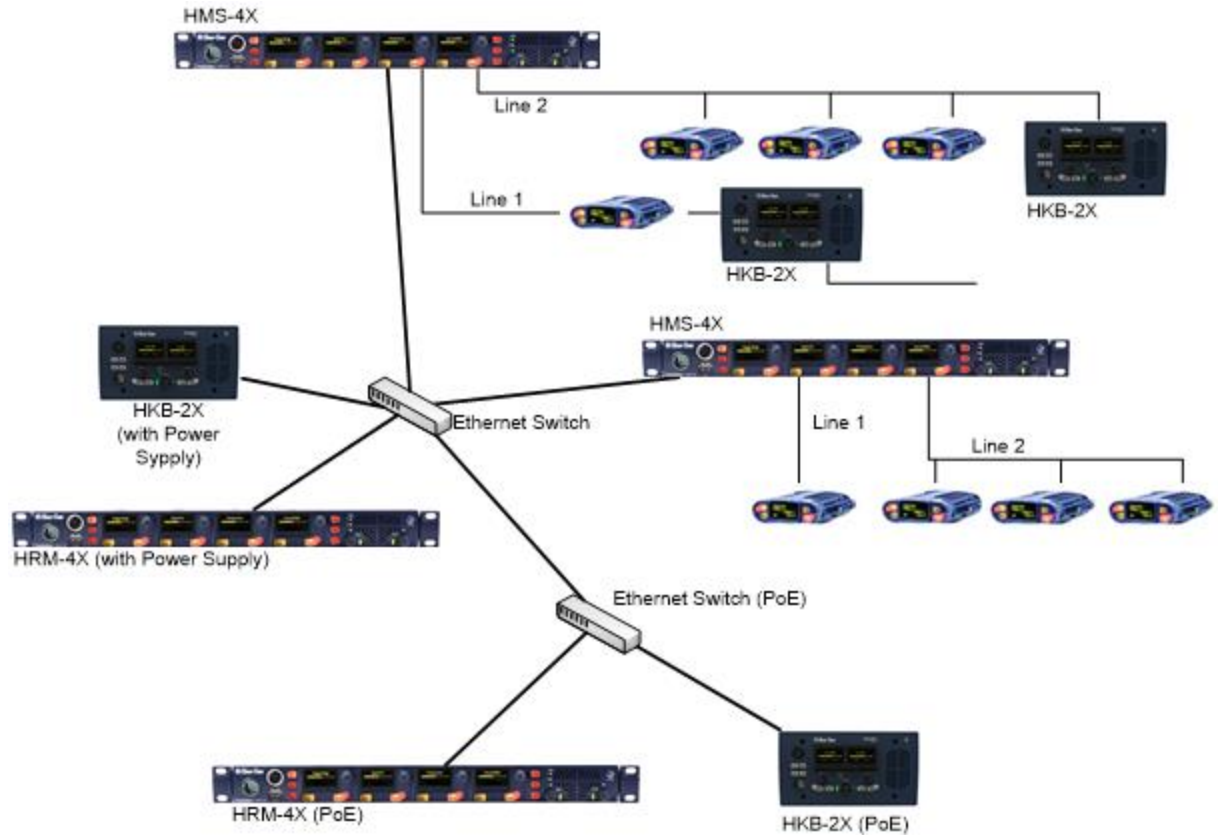 HMS-4X
Line 2
HKB-2X
Line 1
HKB-2X
HMS-4X
Line 1
Line 2
HKB-2X
(with Power
Sypply)
Ethernet Switch
HRM-4X (with Power Supply)
Ethernet Switch (PoE)
HRM-4X (PoE)
HKB-2X (PoE)